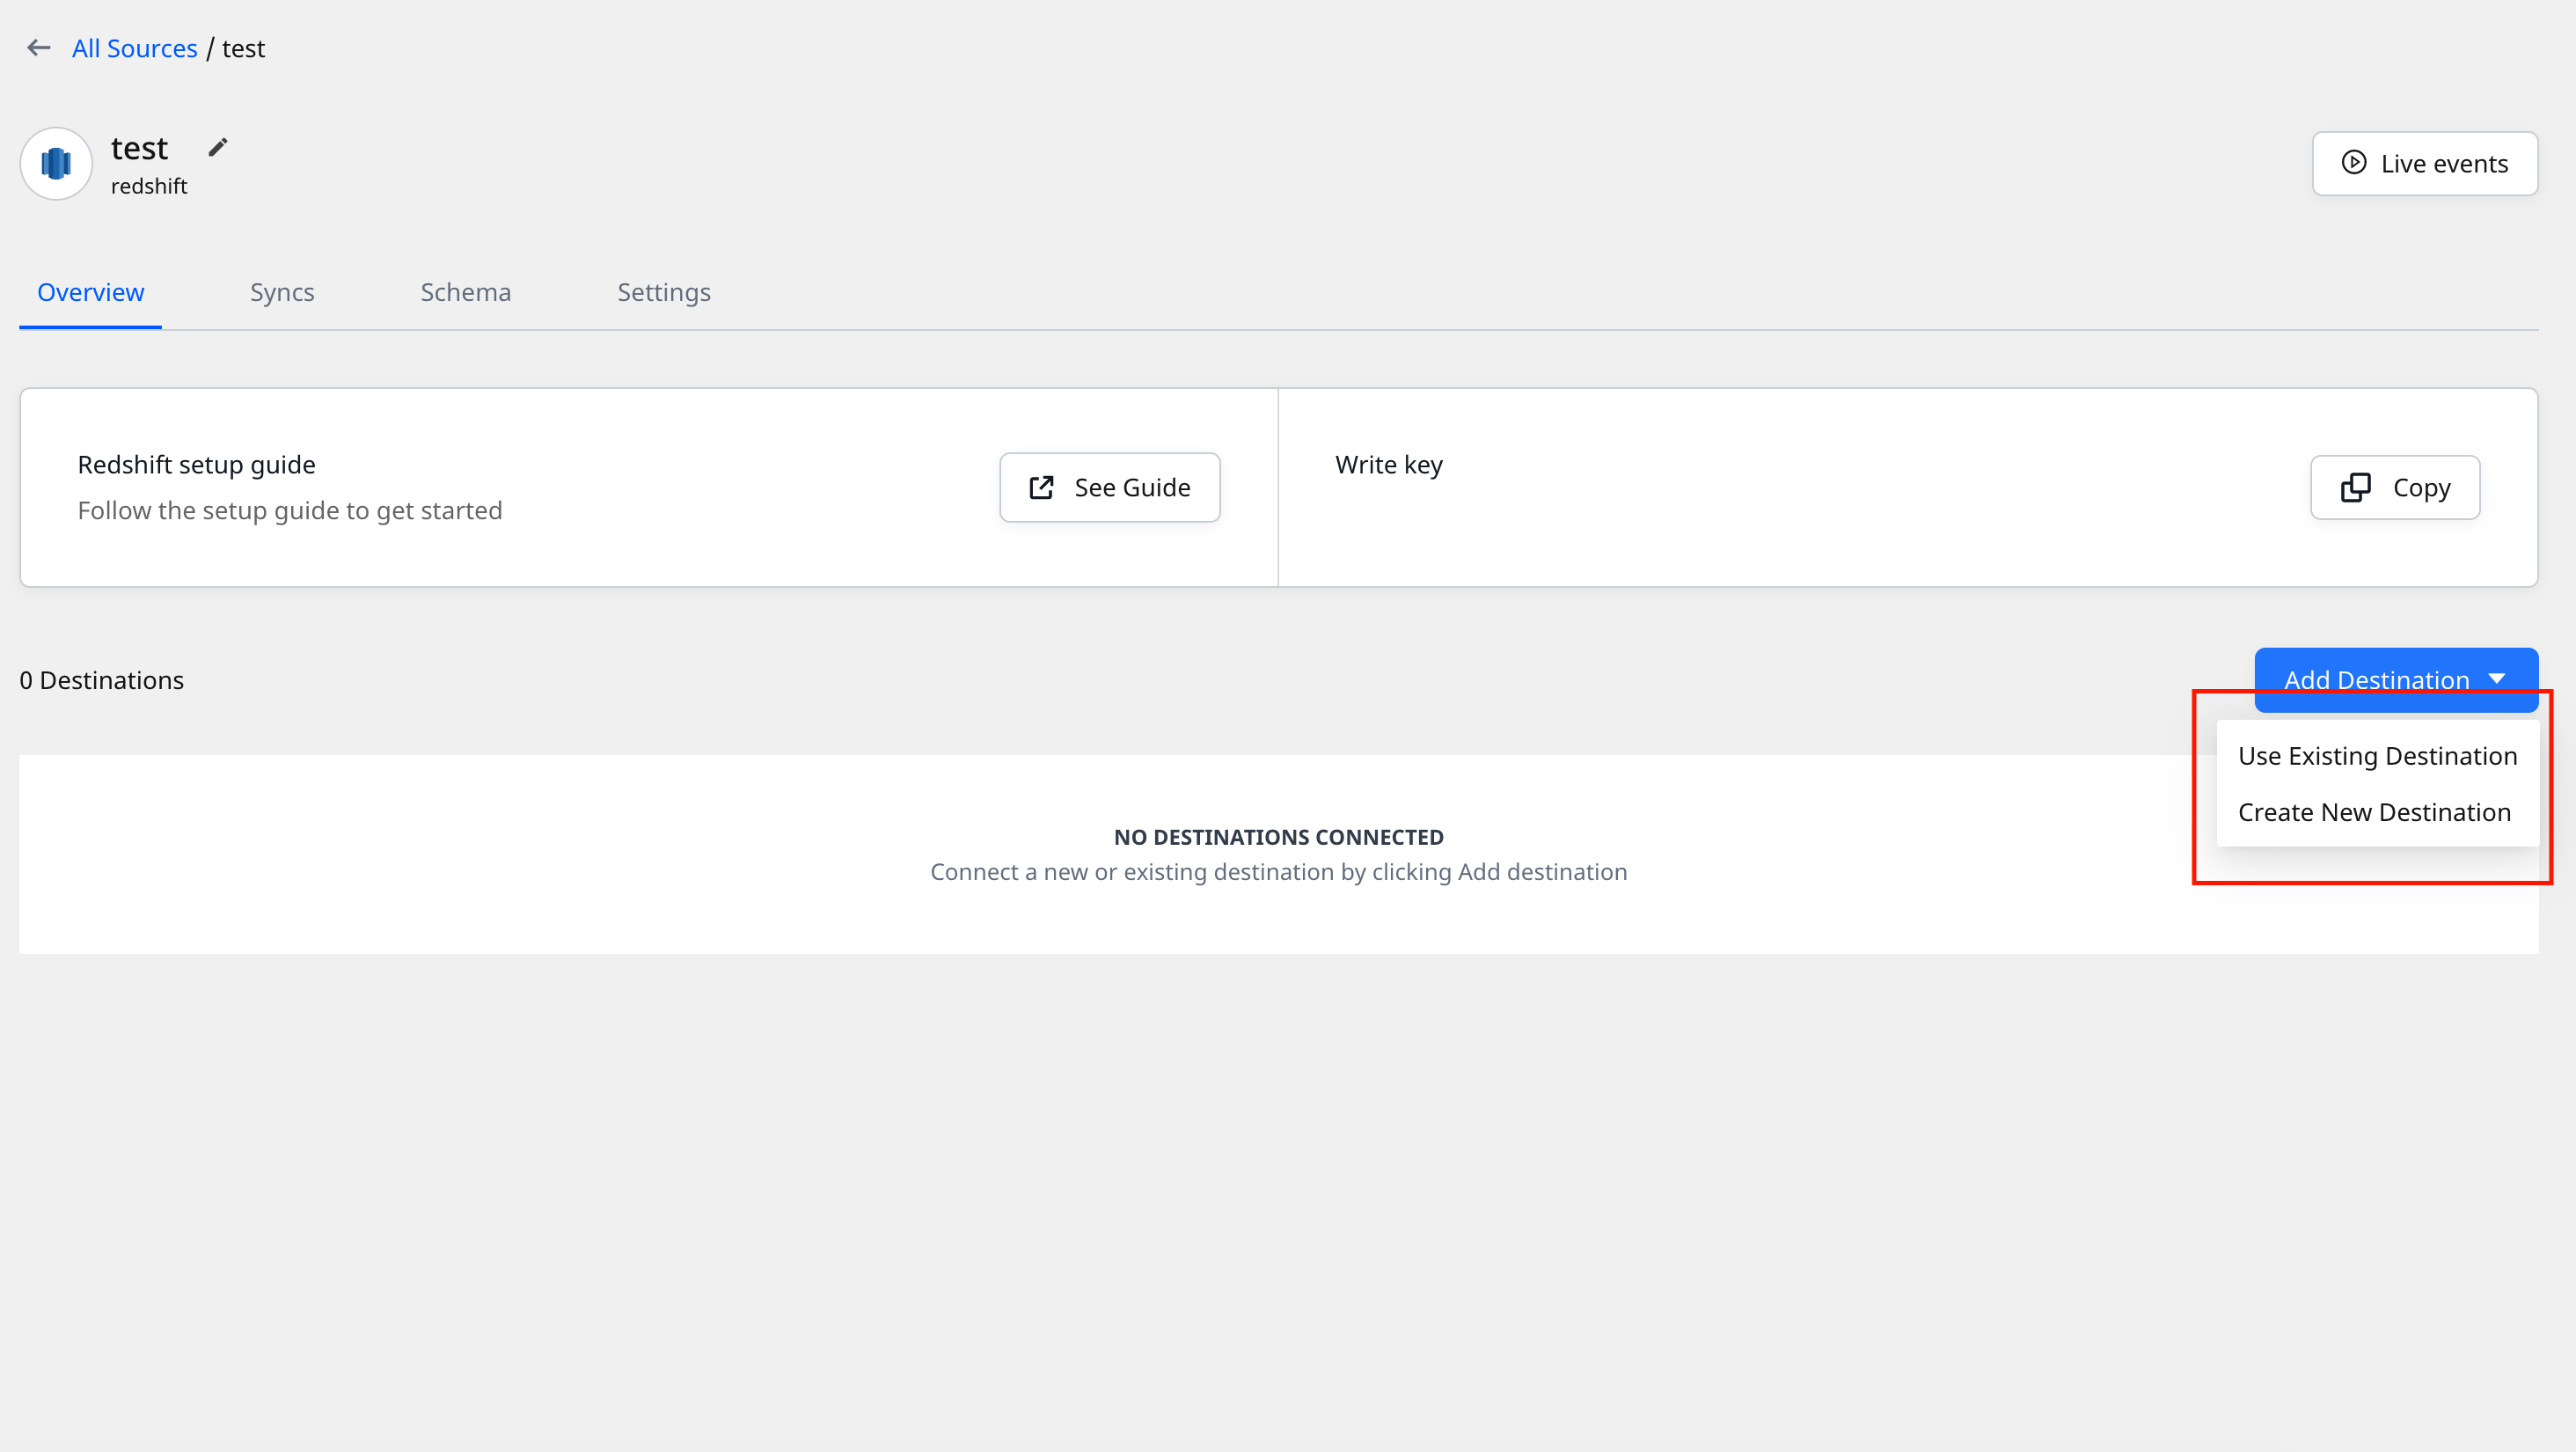 All Sources / test
test
redshift
Live events
Overview
Syncs
Schema
Settings
Redshift setup guide
Follow the setup guide to get started
See Guide
Write key
Copy
0 Destinations
Add Destination
Use Existing Destination
Create New Destination
NO DESTINATIONS CONNECTED
Connect a new or existing destination by clicking Add destination